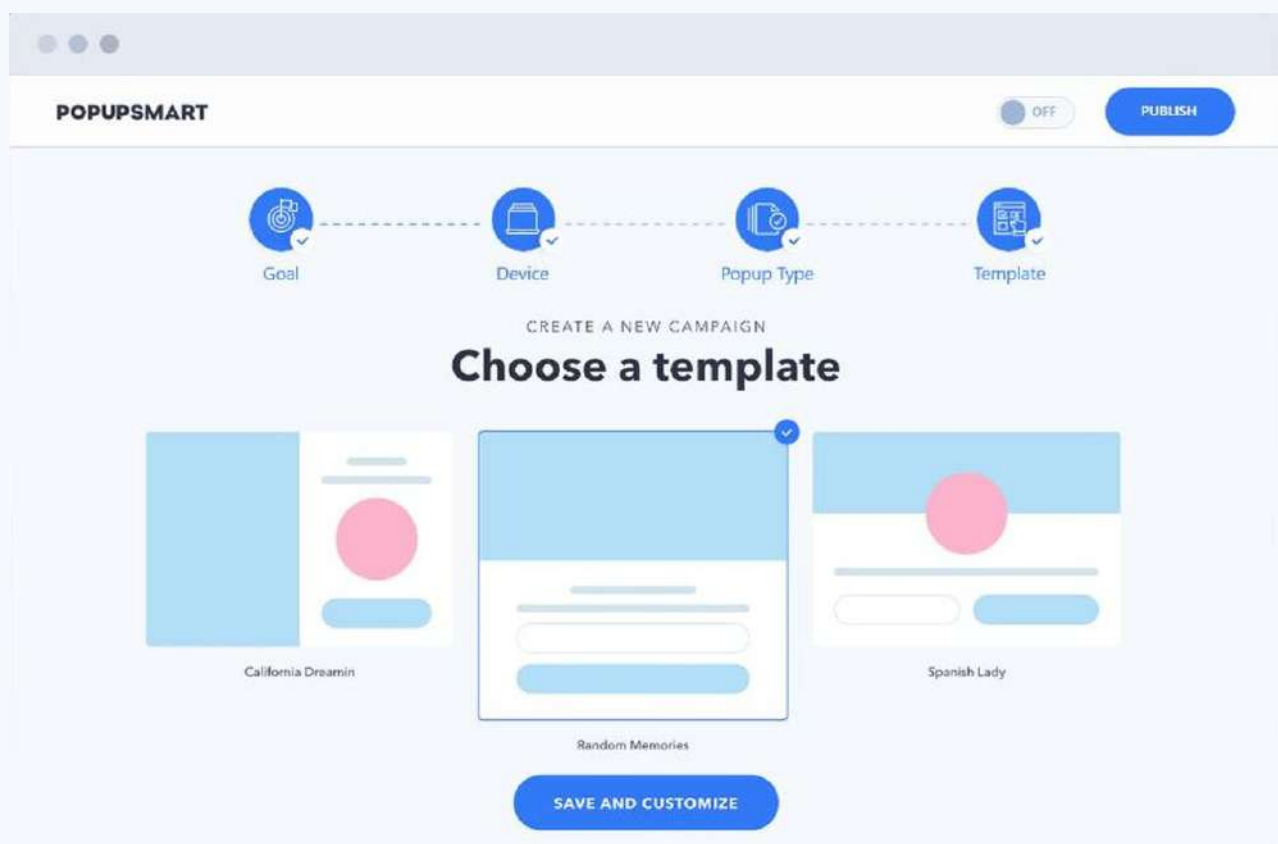 POPUPSMART
OFF
PUBLISH
Goal
Device
Popup Type
Template
CREATE A NEW CAMPAIGN
Choose a template
California Dreamin
Spanish Lady
Random Memories
SAVE AND CUSTOMIZE